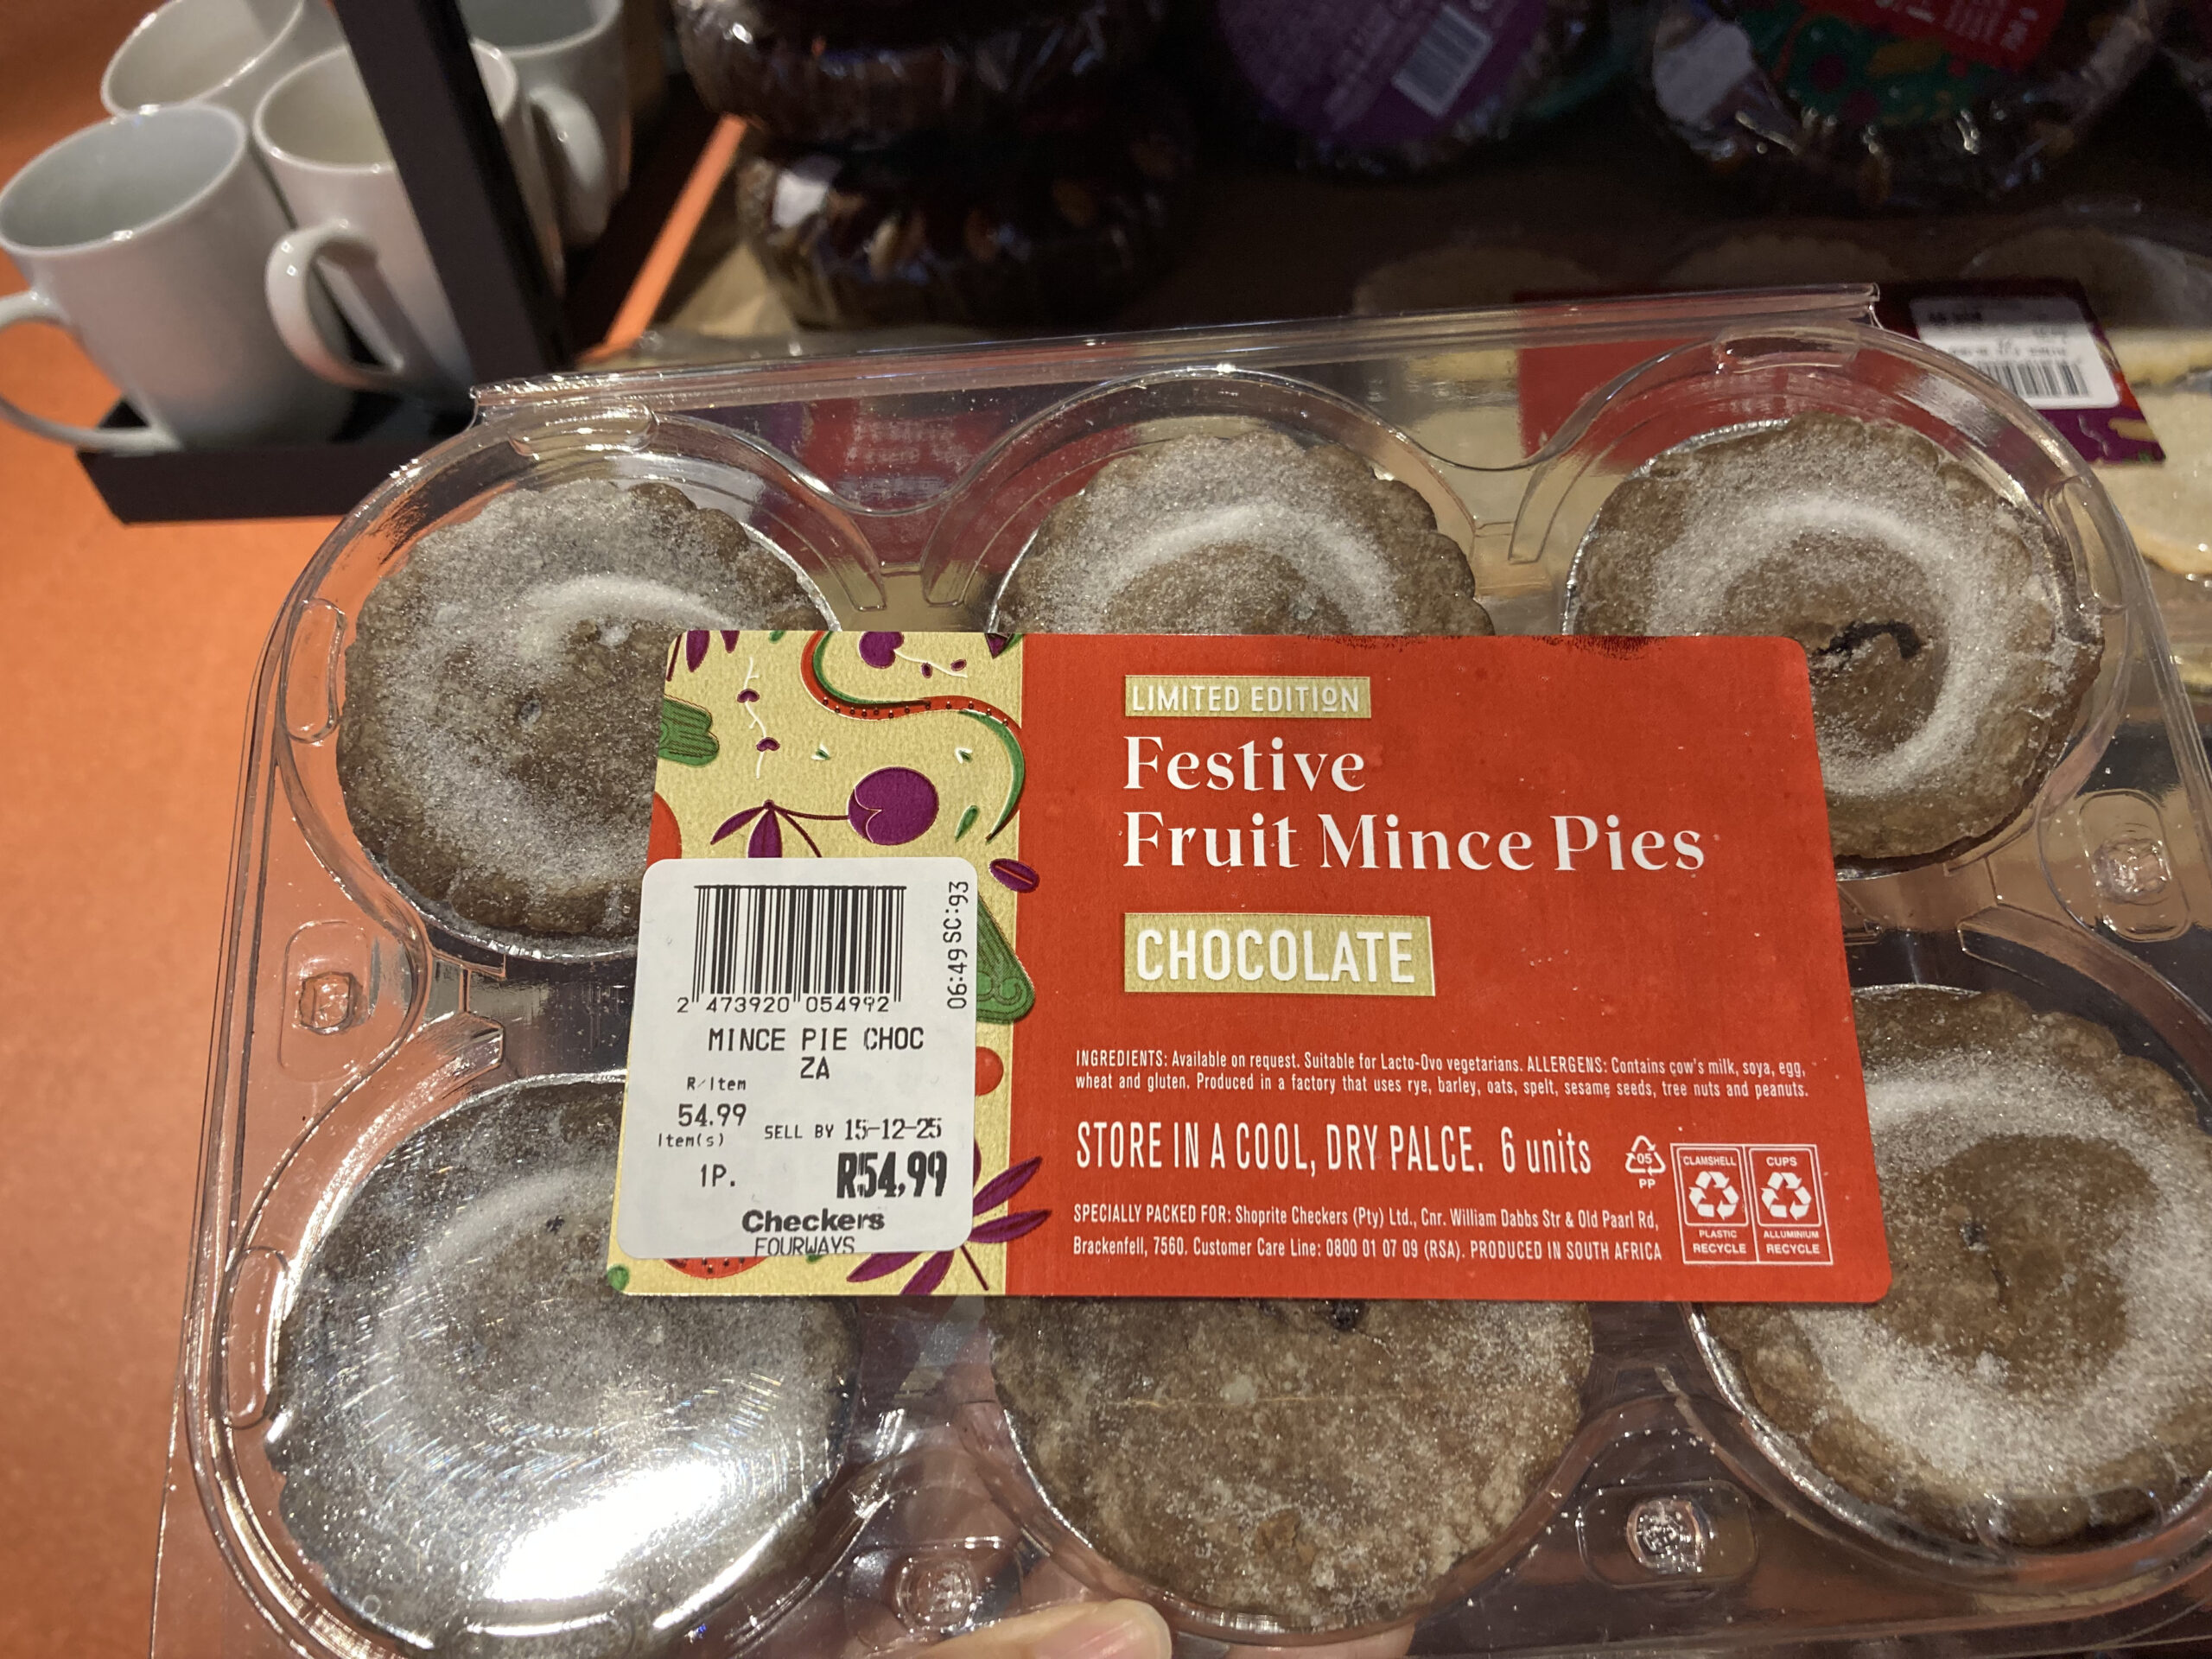 LIMITED EDITION
Festive
Fruit Mince Pies
CHOCOLATE
INGREDIENTS: Available on request. Suitable for Lacto-Ovo vegetarians. ALLERGENS: Contains cow's milk, soya, egg,
wheat and gluten. Produced in a factory that uses rye, barley, oats, spelt, sesame seeds, tree nuts and peanuts.
STORE IN A COOL, DRY PALCE. 6 units
05
PP
CLAMSHELL
PLASTIC
RECYCLE
CUPS
ALLUMINIUM
RECYCLE
SPECIALLY PACKED FOR: Shoprite Checkers (Pty) Ltd., Cnr. William Dabbs Str & Old Paarl Rd,
Brackenfell, 7560. Customer Care Line: 0800 01 07 09 (RSA). PRODUCED IN SOUTH AFRICA
06:49 SC:93
2 473920 054992
MINCE PIE CHOC
ZA
R/Item
54.99
Item(s)
SELL BY 15-12-25
1P.
R54,99
Checkers
FOURWAYS